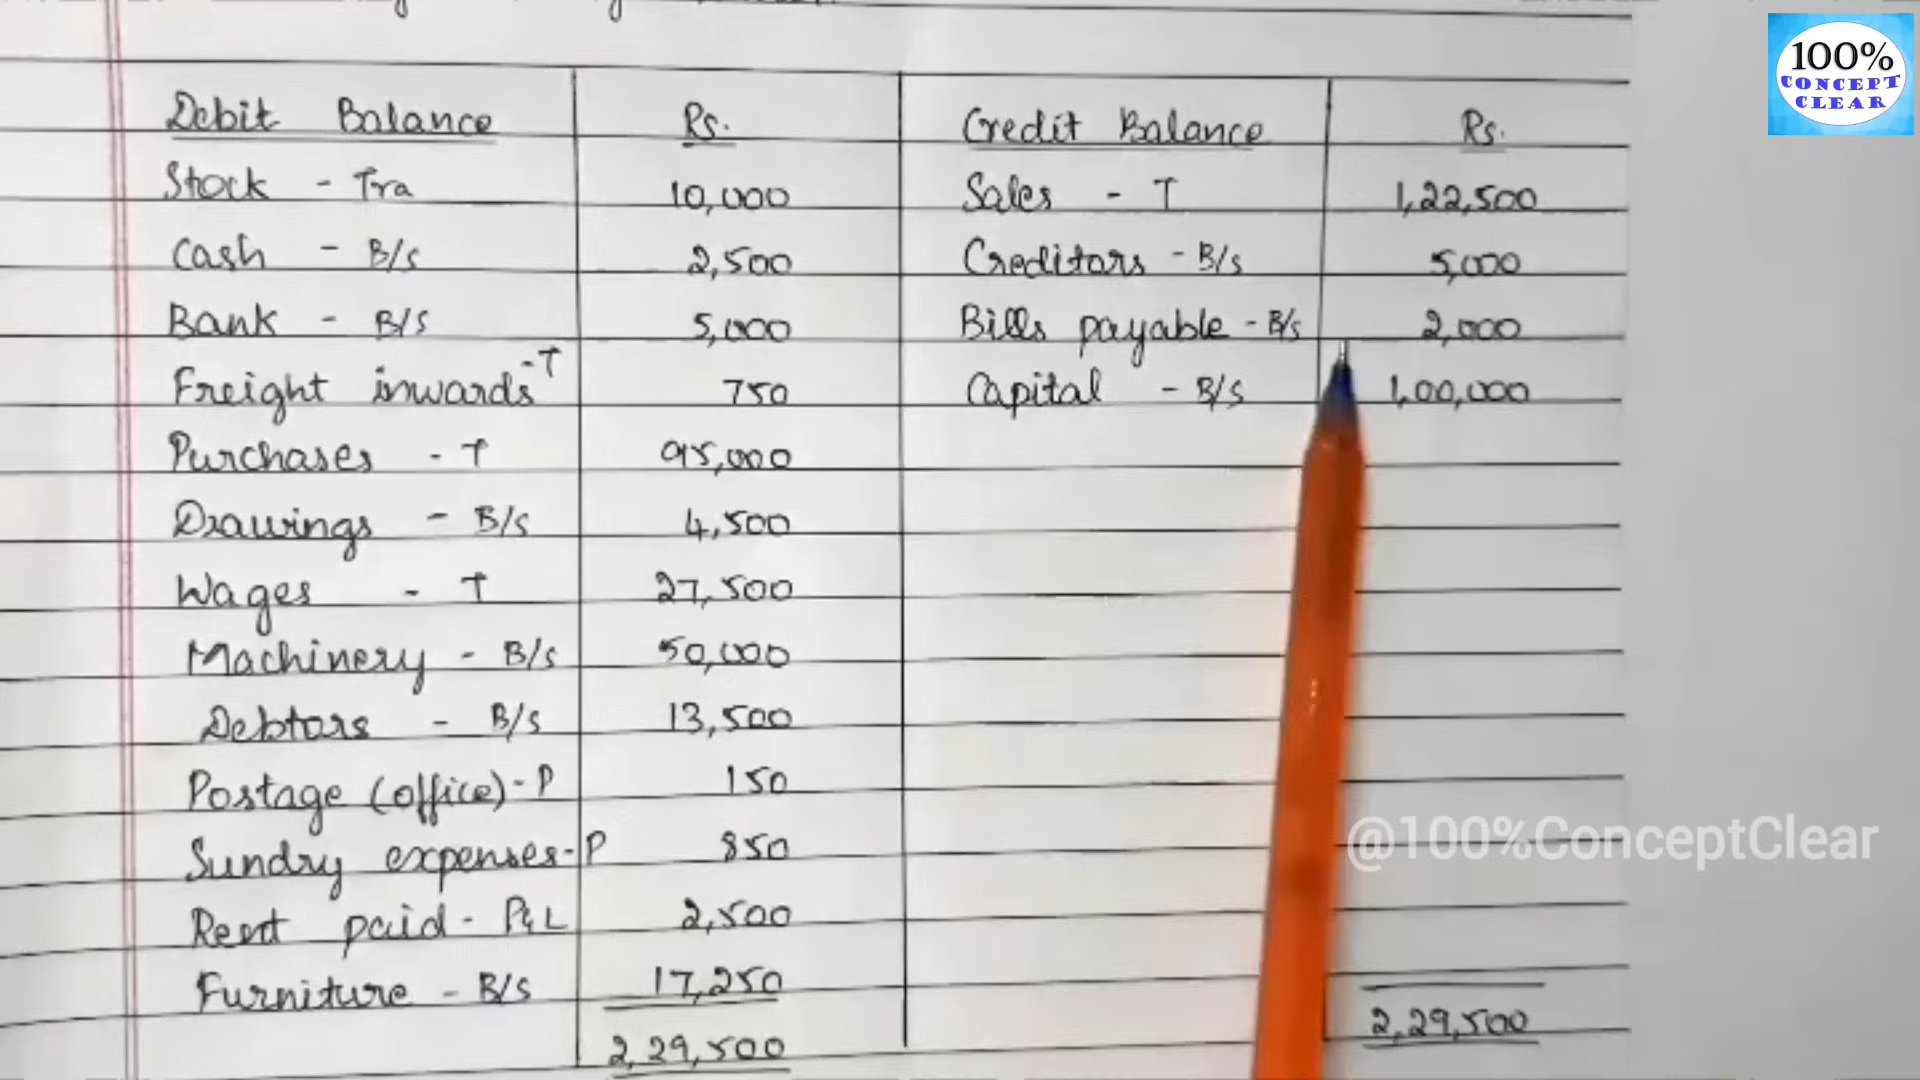 100%
CONCEPT
CLEAR
Debit Balance Rs. Credit Balance Rs.
Stock - Tra 10,000 Sales - T 1,22,500
Cash - B/S 2,500 Creditors - B/S 5,000
Bank - B/S 5,000 Bills payable - B/S 2,000
Freight inwards - T 750 Capital - B/S 1,00,000
Purchases - T 95,000
Drawings - B/S 4,500
Wages - T 27,500
Machinery - B/S 50,000
Debtors - B/S 13,500
Postage (office) - P 150
Sundry expenses - P 850
@100%ConceptClear
Rent paid - P&L 2,500
Furniture - B/S 17,250
2,29,500 2,29,500